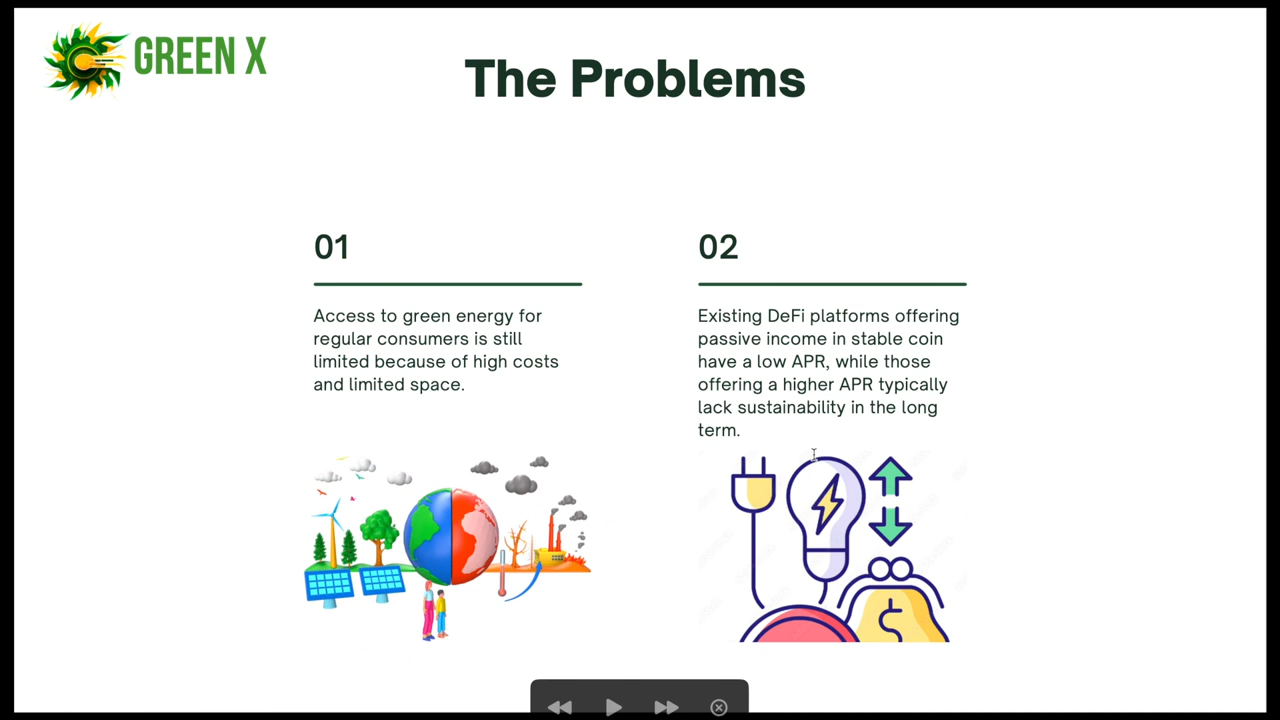 GREEN X
The Problems
01
Access to green energy for
regular consumers is still
limited because of high costs
and limited space.
02
Existing DeFi platforms offering
passive income in stable coin
have a low APR, while those
offering a higher APR typically
lack sustainability in the long
term.
$